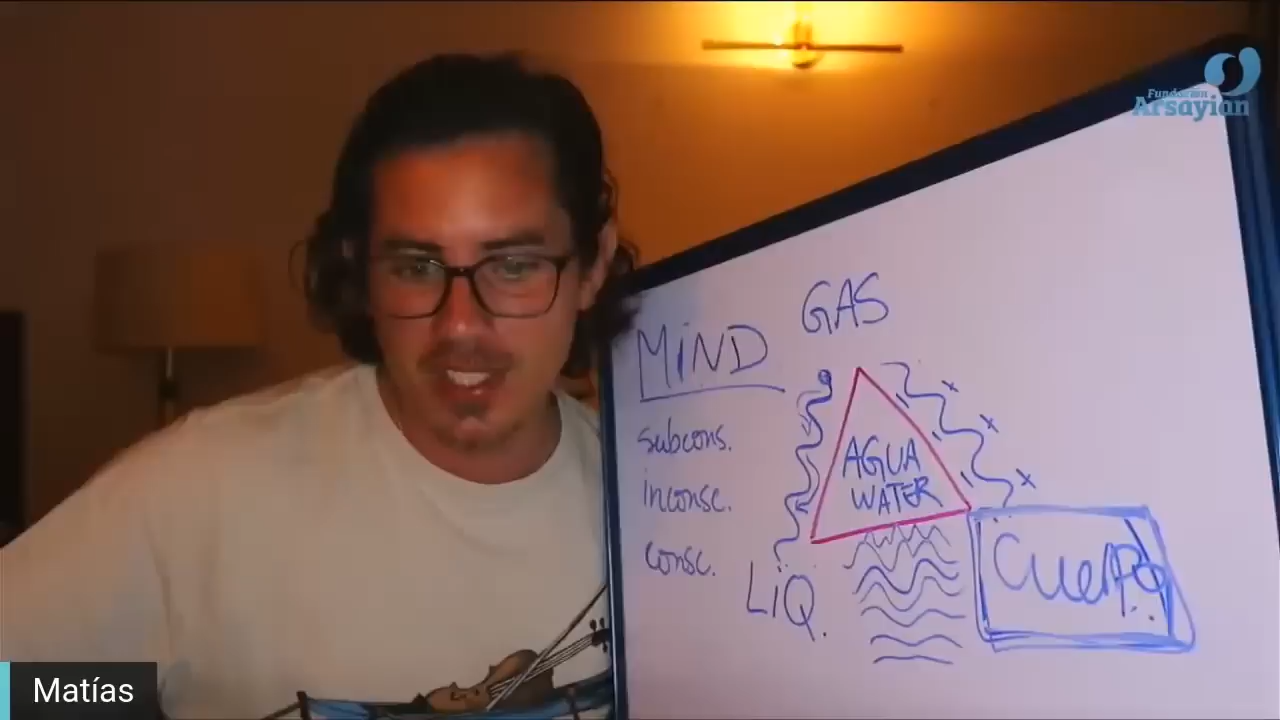 Fundación
Arsayian
GAS
MiND
subcons.
inconsc.
consc.
AGUA
WATER
LiQ.
Cuerpo
Matías